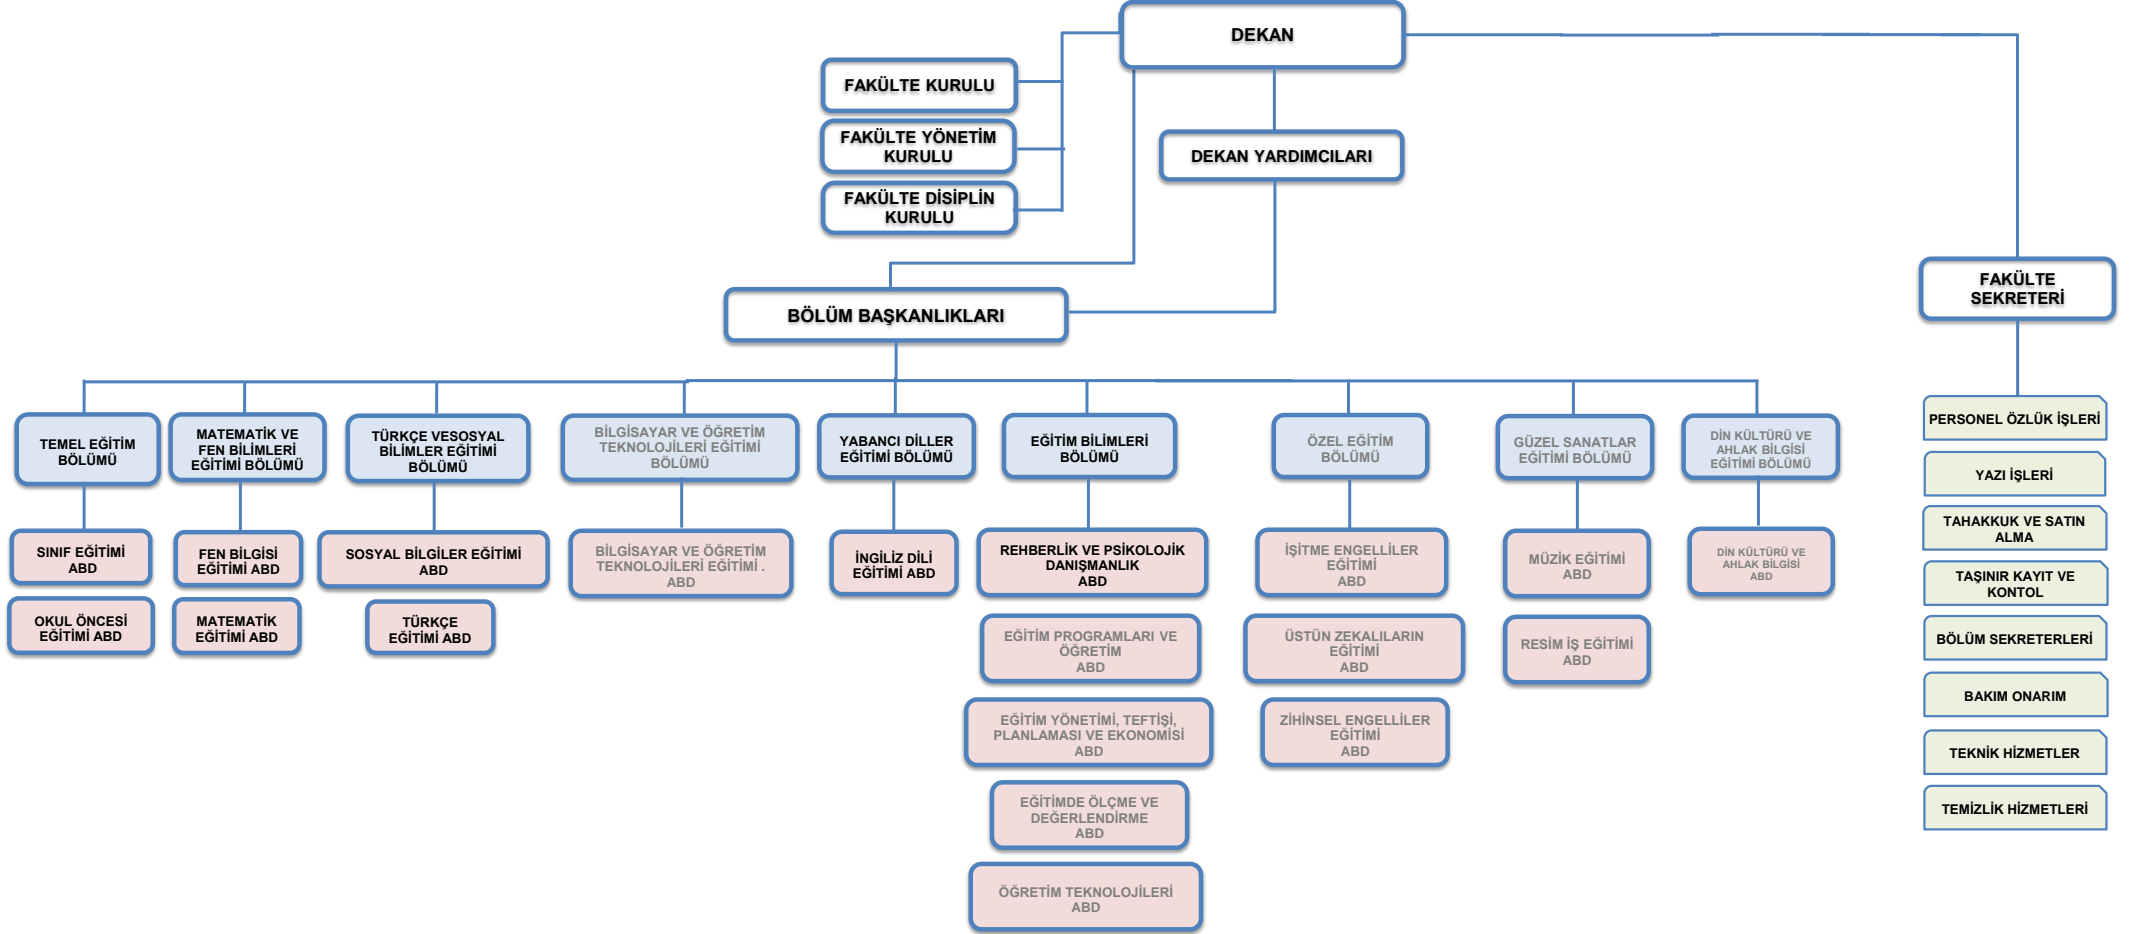 DEKAN
FAKÜLTE KURULU
FAKÜLTE YÖNETİM
KURULU
DEKAN YARDIMCILARI
FAKÜLTE DİSİPLİN
KURULU
FAKÜLTE
SEKRETERİ
BÖLÜM BAŞKANLIKLARI
TEMEL EĞİTİM
BÖLÜMÜ
MATEMATİK VE
FEN BİLİMLERİ
EĞİTİMİ BÖLÜMÜ
TÜRKÇE VESOSYAL
BİLİMLER EĞİTİMİ
BÖLÜMÜ
BİLGİSAYAR VE ÖĞRETİM
TEKNOLOJİLERİ EĞİTİMİ
BÖLÜMÜ
YABANCI DİLLER
EĞİTİMİ BÖLÜMÜ
EĞİTİM BİLİMLERİ
BÖLÜMÜ
ÖZEL EĞİTİM
BÖLÜMÜ
GÜZEL SANATLAR
EĞİTİMİ BÖLÜMÜ
DİN KÜLTÜRÜ VE
AHLAK BİLGİSİ
EĞİTİMİ BÖLÜMÜ
SINIF EĞİTİMİ
ABD
OKUL ÖNCESİ
EĞİTİMİ ABD
FEN BİLGİSİ
EĞİTİMİ ABD
MATEMATİK
EĞİTİMİ ABD
SOSYAL BİLGİLER EĞİTİMİ
ABD
TÜRKÇE
EĞİTİMİ ABD
BİLGİSAYAR VE ÖĞRETİM
TEKNOLOJİLERİ EĞİTİMİ .
ABD
İNGİLİZ DİLİ
EĞİTİMİ ABD
REHBERLİK VE PSİKOLOJİK
DANIŞMANLIK
ABD
EĞİTİM PROGRAMLARI VE
ÖĞRETİM
ABD
EĞİTİM YÖNETİMİ, TEFTİŞİ,
PLANLAMASI VE EKONOMİSİ
ABD
EĞİTİMDE ÖLÇME VE
DEĞERLENDİRME
ABD
ÖĞRETİM TEKNOLOJİLERİ
ABD
İŞİTME ENGELLİLER
EĞİTİMİ
ABD
ÜSTÜN ZEKALILARIN
EĞİTİMİ
ABD
ZİHİNSEL ENGELLİLER
EĞİTİMİ
ABD
MÜZİK EĞİTİMİ
ABD
RESİM İŞ EĞİTİMİ
ABD
DİN KÜLTÜRÜ VE
AHLAK BİLGİSİ
ABD
PERSONEL ÖZLÜK İŞLERİ
YAZI İŞLERİ
TAHAKKUK VE SATIN
ALMA
TAŞINIR KAYIT VE
KONTOL
BÖLÜM SEKRETERLERİ
BAKIM ONARIM
TEKNİK HİZMETLER
TEMİZLİK HİZMETLERİ